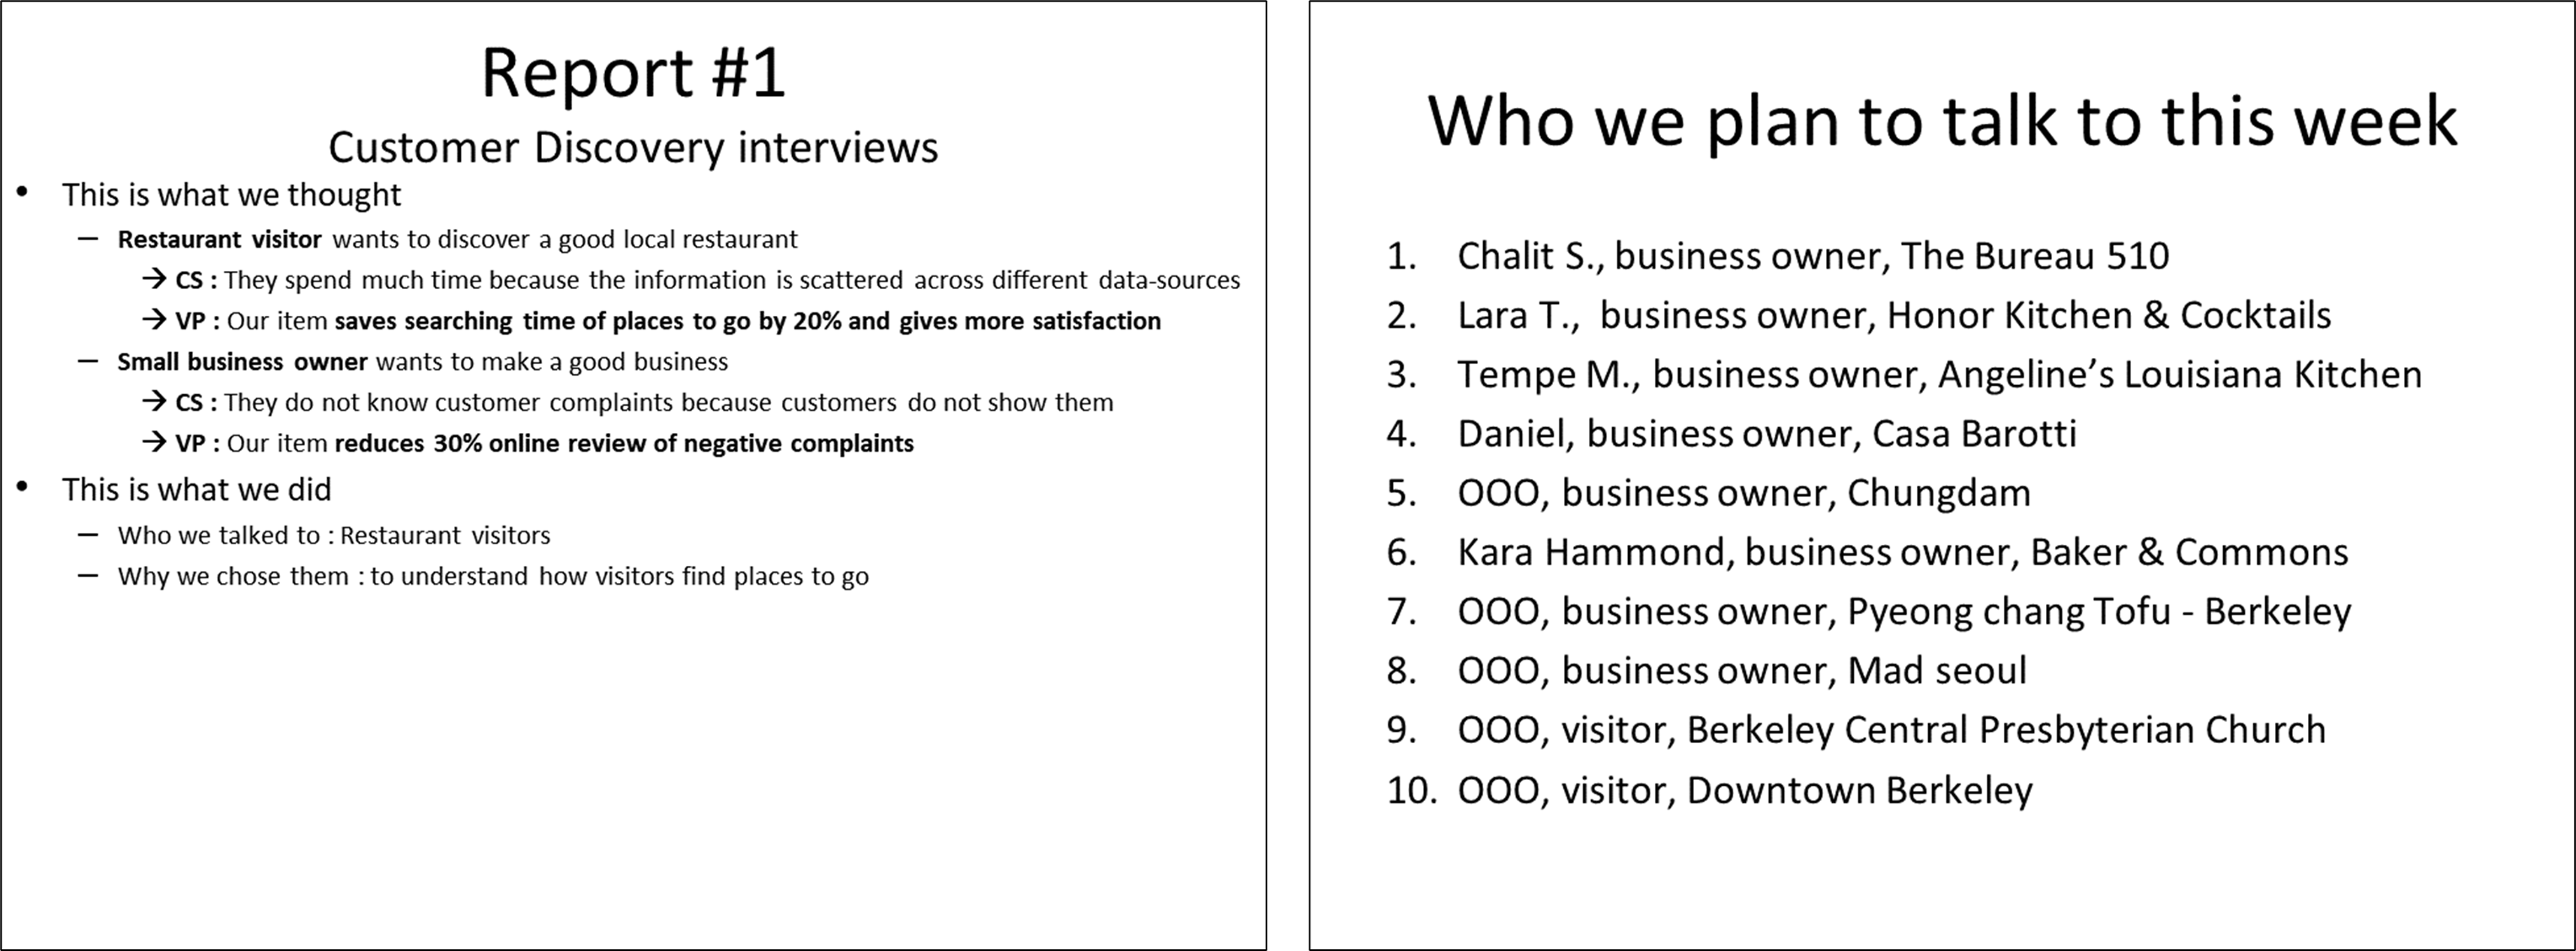 Report #1
Customer Discovery interviews
• This is what we thought
– Restaurant visitor wants to discover a good local restaurant
→ CS : They spend much time because the information is scattered across different data-sources
→ VP : Our item saves searching time of places to go by 20% and gives more satisfaction
– Small business owner wants to make a good business
→ CS : They do not know customer complaints because customers do not show them
→ VP : Our item reduces 30% online review of negative complaints
• This is what we did
– Who we talked to : Restaurant visitors
– Why we chose them : to understand how visitors find places to go
Who we plan to talk to this week
1. Chalit S., business owner, The Bureau 510
2. Lara T., business owner, Honor Kitchen & Cocktails
3. Tempe M., business owner, Angeline’s Louisiana Kitchen
4. Daniel, business owner, Casa Barotti
5. OOO, business owner, Chungdam
6. Kara Hammond, business owner, Baker & Commons
7. OOO, business owner, Pyeong chang Tofu - Berkeley
8. OOO, business owner, Mad seoul
9. OOO, visitor, Berkeley Central Presbyterian Church
10. OOO, visitor, Downtown Berkeley